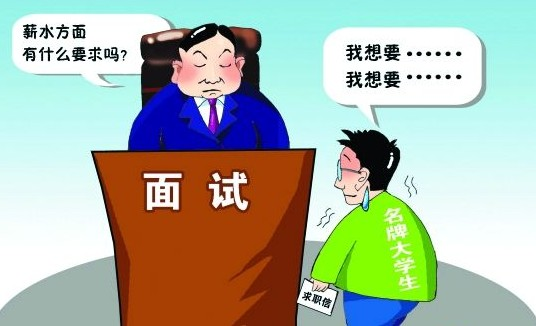 薪水方面
有什么要求吗?
我想要……
我想要……
面试
名牌大学生
求职信